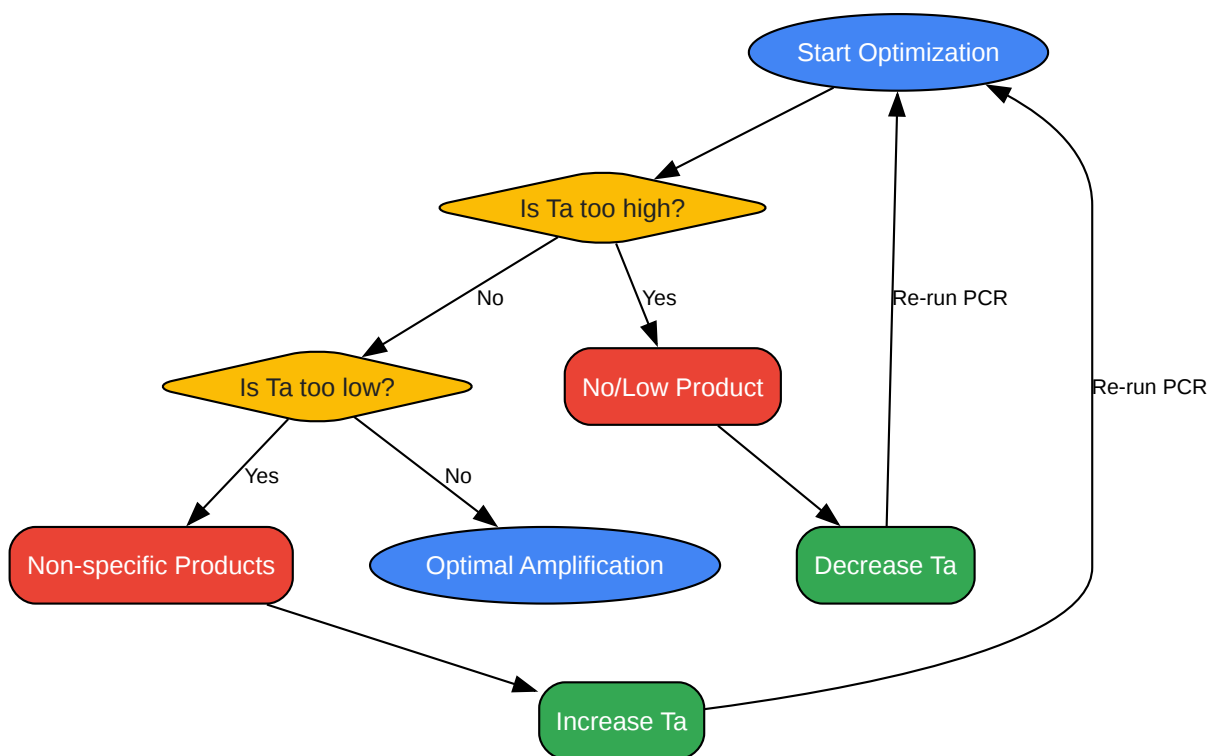 Start Optimization
Is Ta too high?
No
Yes
Re-run PCR
Is Ta too low?
No/Low Product
Re-run PCR
Yes
No
Non-specific Products
Optimal Amplification
Decrease Ta
Increase Ta